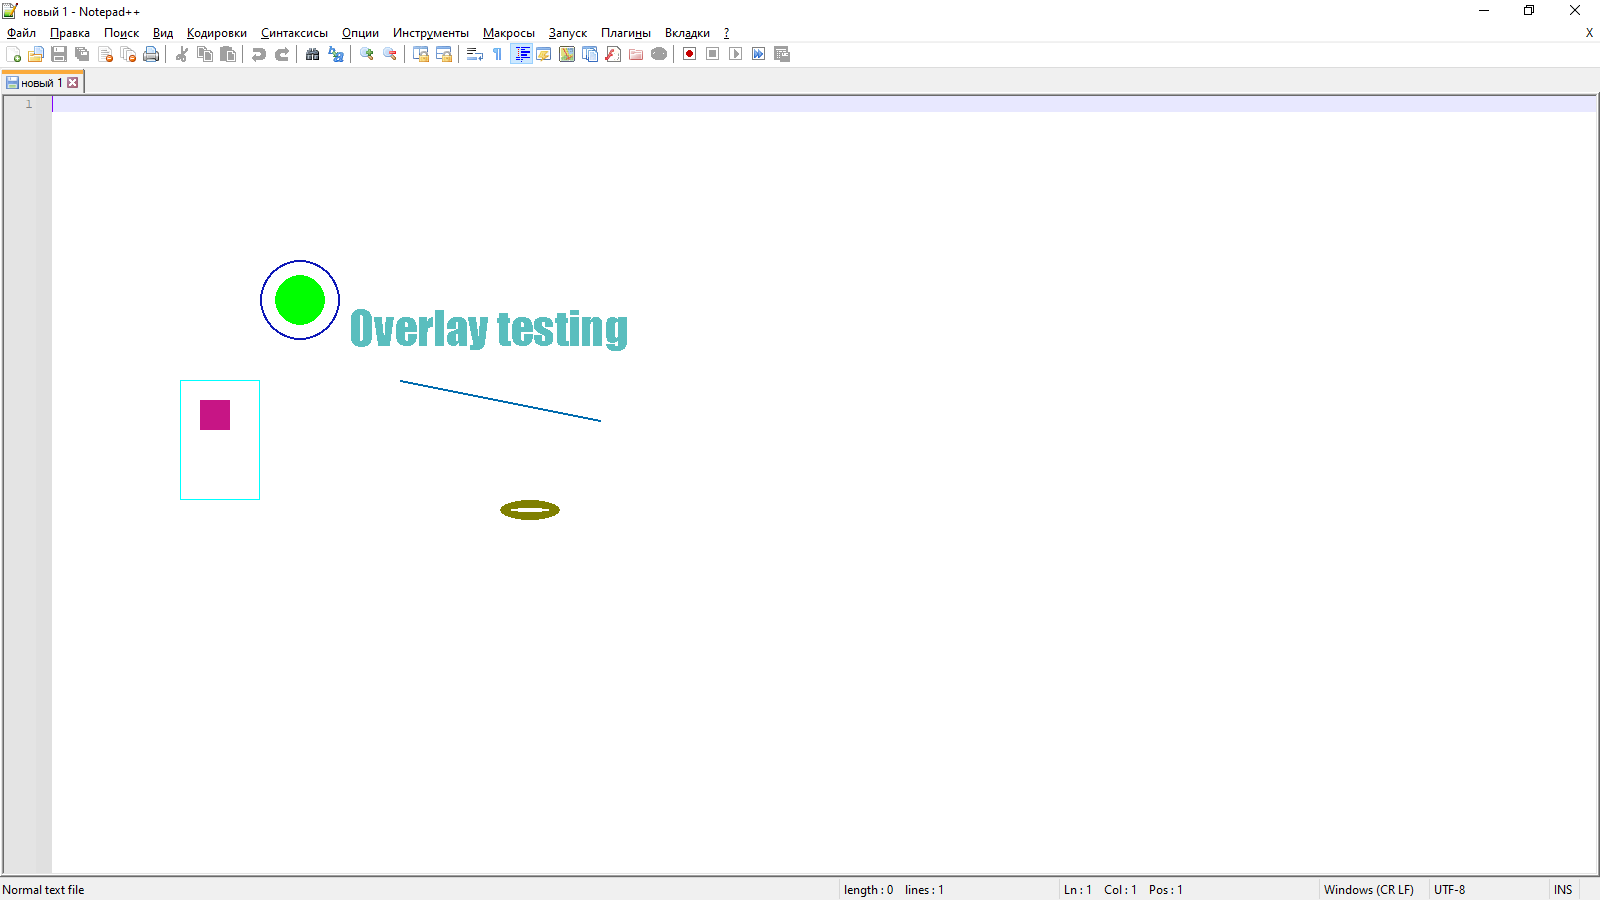 новый 1 - Notepad++
Файл Правка Поиск Вид Кодировки Синтаксисы Опции Инструменты Макросы Запуск Плагины Вкладки ? X
новый 1
1
Overlay testing
Normal text file length : 0 lines : 1 Ln : 1 Col : 1 Pos : 1 Windows (CR LF) UTF-8 INS